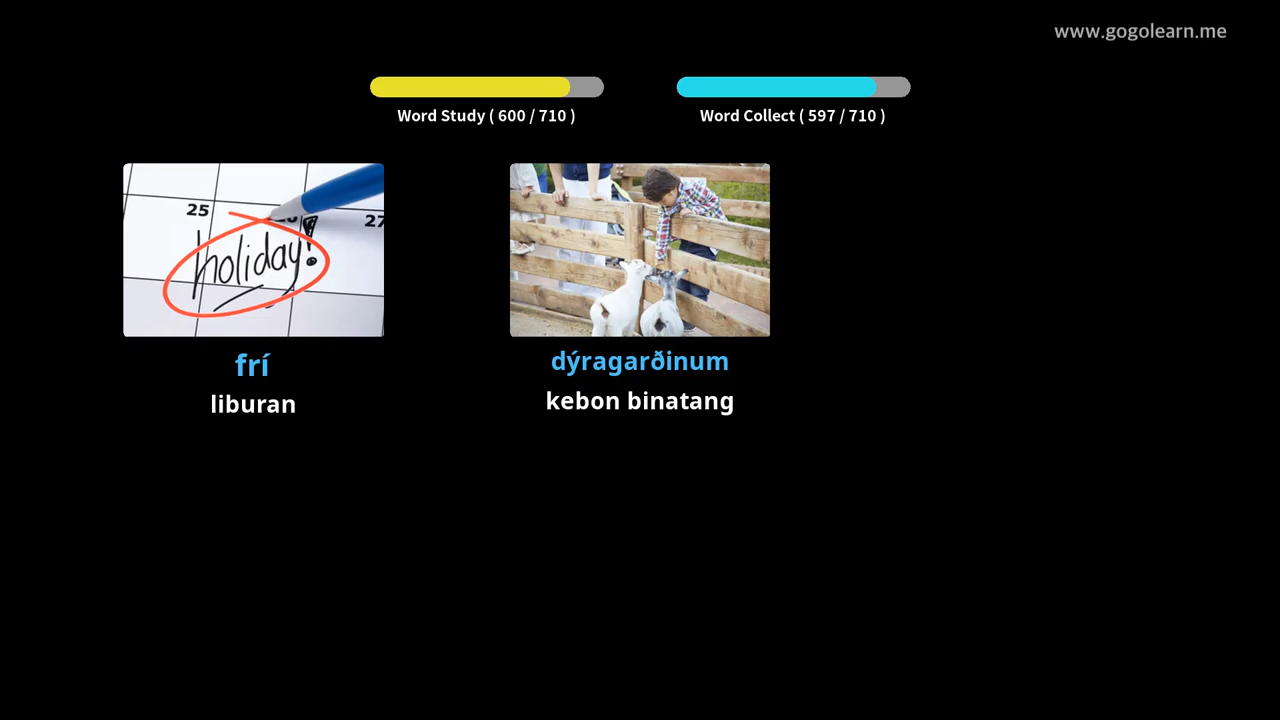 www.gogolearn.me
Word Study ( 600 / 710 )
Word Collect ( 597 / 710 )
25
27
holiday!
frí
liburan
dýragarðinum
kebon binatang